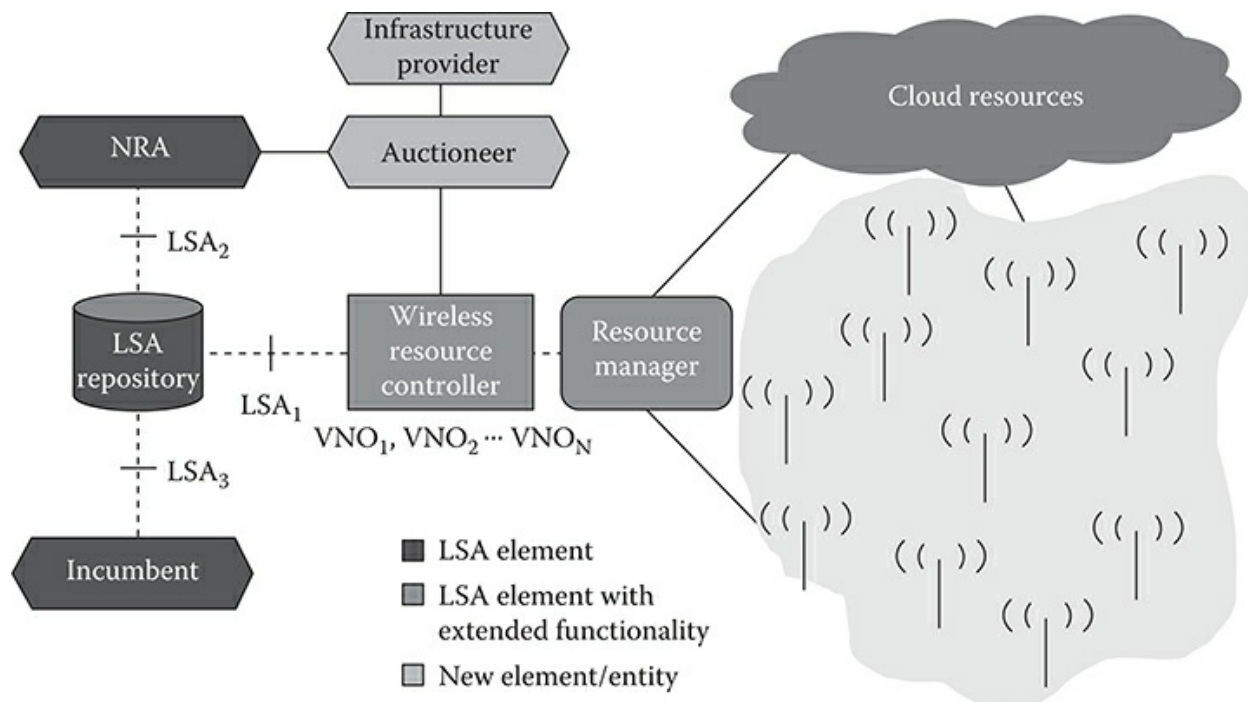 Infrastructure
provider
Cloud resources
NRA
Auctioneer
LSA₂
LSA
repository
Wireless
resource
controller
Resource
manager
LSA₁
VNO₁, VNO₂ ··· VNO_N
LSA₃
Incumbent
LSA element
LSA element with
extended functionality
New element/entity